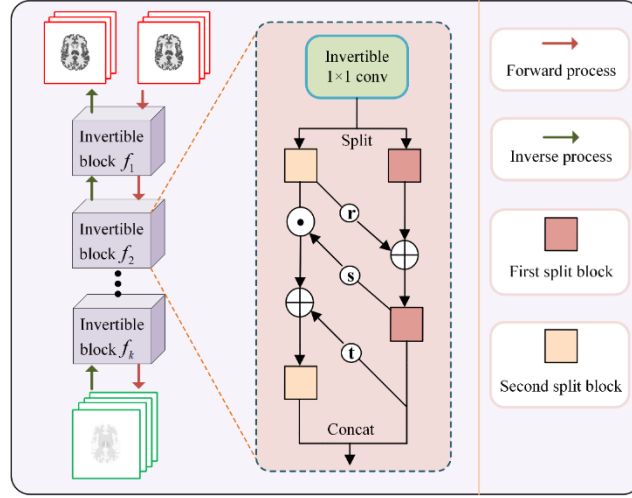 Invertible
block f₁
Invertible
block f₂
Invertible
block fₖ
Invertible
1×1 conv
Split
r
s
t
Concat
Forward process
Inverse process
First split block
Second split block